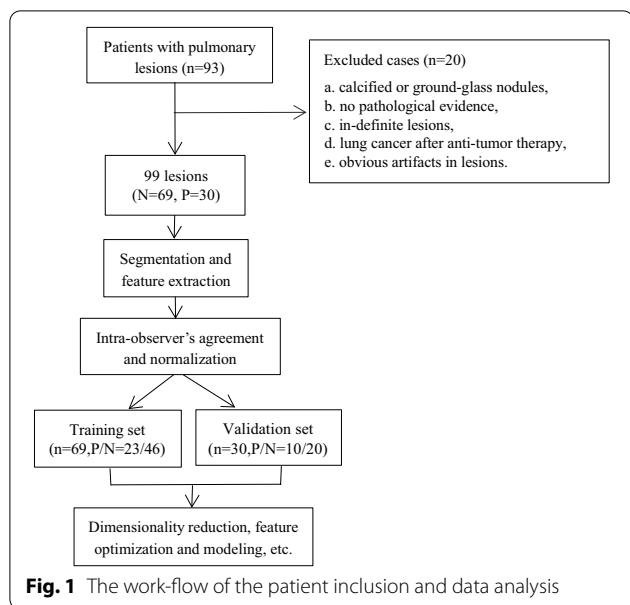 Patients with pulmonary
lesions (n=93)
Excluded cases (n=20)
a. calcified or ground-glass nodules,
b. no pathological evidence,
c. in-definite lesions,
d. lung cancer after anti-tumor therapy,
e. obvious artifacts in lesions.
99 lesions
(N=69, P=30)
Segmentation and
feature extraction
Intra-observer’s agreement
and normalization
Training set
(n=69,P/N=23/46)
Validation set
(n=30,P/N=10/20)
Dimensionality reduction, feature
optimization and modeling, etc.
Fig. 1 The work-flow of the patient inclusion and data analysis